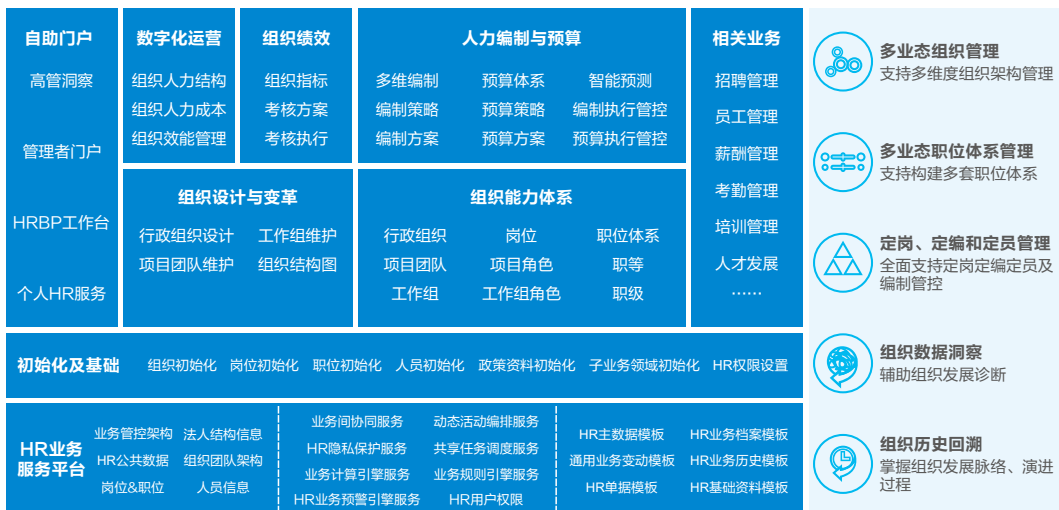 自助门户
高管洞察
管理者门户
HRBP工作台
个人HR服务
数字化运营
组织人力结构
组织人力成本
组织效能管理
组织绩效
组织指标
考核方案
考核执行
人力编制与预算
多维编制 预算体系 智能预测
编制策略 预算策略 编制执行管控
编制方案 预算方案 预算执行管控
组织设计与变革
行政组织设计 工作组维护
项目团队维护 组织结构图
组织能力体系
行政组织 岗位 职位体系
项目团队 项目角色 职等
工作组 工作组角色 职级
相关业务
招聘管理
员工管理
薪酬管理
考勤管理
培训管理
人才发展
……
初始化及基础 组织初始化 岗位初始化 职位初始化 人员初始化 政策资料初始化 子业务领域初始化 HR权限设置
HR业务
服务平台
业务管控架构 法人结构信息
HR公共数据 组织团队架构
岗位&职位 人员信息
业务间协同服务 动态活动编排服务
HR隐私保护服务 共享任务调度服务
业务计算引擎服务 业务规则引擎服务
HR业务预警引擎服务 HR用户权限
HR主数据模板 HR业务档案模板
通用业务变动模板 HR业务历史模板
HR单据模板 HR基础资料模板
多业态组织管理
支持多维度组织架构管理
多业态职位体系管理
支持构建多套职位体系
定岗、定编和定员管理
全面支持定岗定编定员及
编制管控
组织数据洞察
辅助组织发展诊断
组织历史回溯
掌握组织发展脉络、演进
过程